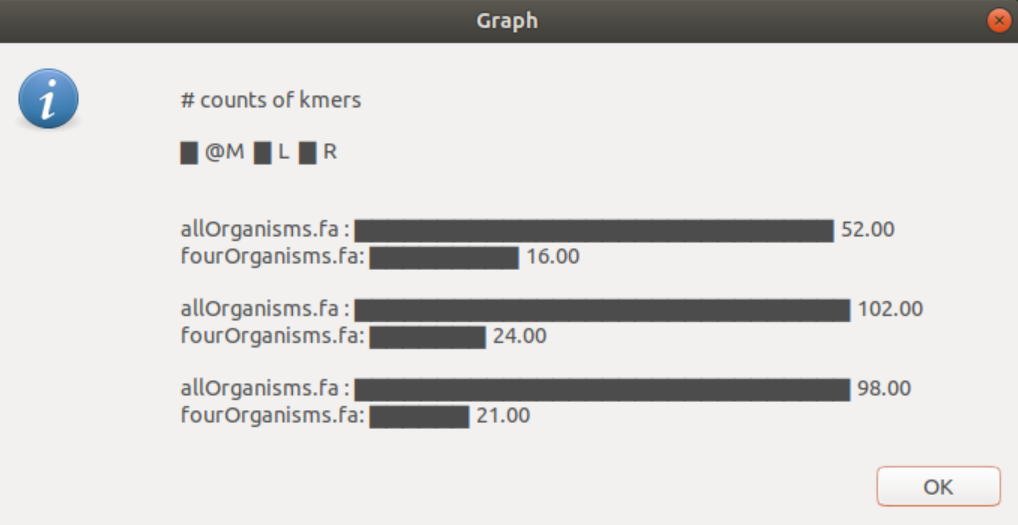 Graph
# counts of kmers
@M L R
allOrganisms.fa : 52.00
fourOrganisms.fa: 16.00
allOrganisms.fa : 102.00
fourOrganisms.fa: 24.00
allOrganisms.fa : 98.00
fourOrganisms.fa: 21.00
OK